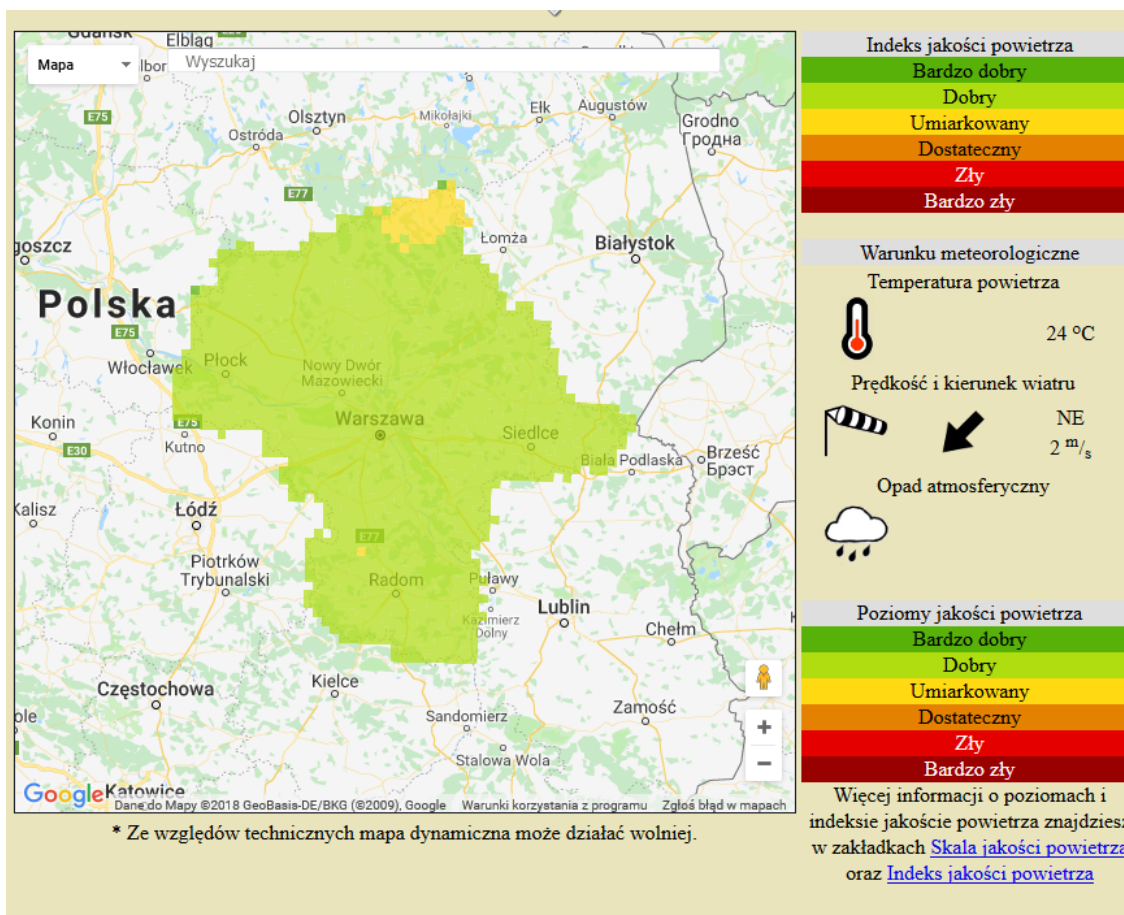 Gdańsk
Elbląg
Mapa
lbor
Wyszukaj
E75
Olsztyn
Mikołajki
Ełk
Augustów
Ostróda
Grodno
Гродна
E77
goszcz
Łomża
Białystok
Polska
E75
Włocławek
Płock
Nowy Dwór
Mazowiecki
Warszawa
Konin
E75
Siedlce
Kutno
E30
Biała Podlaska
Brześć
Брэст
Kalisz
Łódź
E77
Piotrków
Trybunalski
Radom
Puławy
Lublin
Kazimierz
Dolny
Chełm
Częstochowa
Kielce
Zamość
Sandomierz
ole
Stalowa Wola
Google
Katowice
Dane do Mapy ©2018 GeoBasis-DE/BKG (©2009), Google
Warunki korzystania z programu
Zgłoś błąd w mapach
* Ze względów technicznych mapa dynamiczna może działać wolniej.
Indeks jakości powietrza
Bardzo dobry
Dobry
Umiarkowany
Dostateczny
Zły
Bardzo zły
Warunku meteorologiczne
Temperatura powietrza
24 °C
Prędkość i kierunek wiatru
NE
2 m/s
Opad atmosferyczny
Poziomy jakości powietrza
Bardzo dobry
Dobry
Umiarkowany
Dostateczny
Zły
Bardzo zły
Więcej informacji o poziomach i
indeksie jakoście powietrza znajdziesz
w zakładkach Skala jakości powietrza
oraz Indeks jakości powietrza